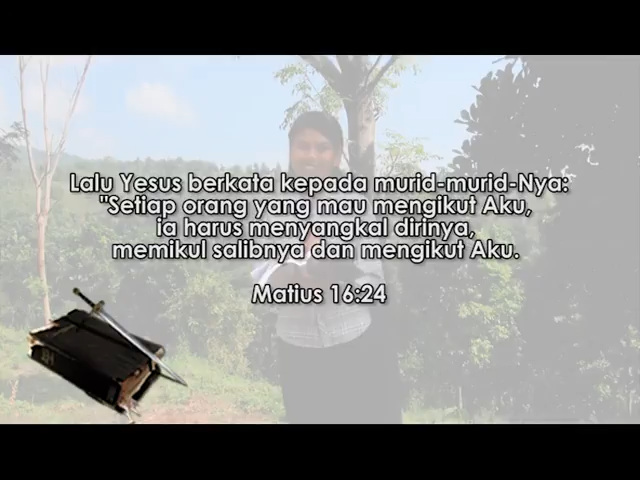 Lalu Yesus berkata kepada murid-murid-Nya:
"Setiap orang yang mau mengikut Aku,
ia harus menyangkal dirinya,
memikul salibnya dan mengikut Aku.
Matius 16:24